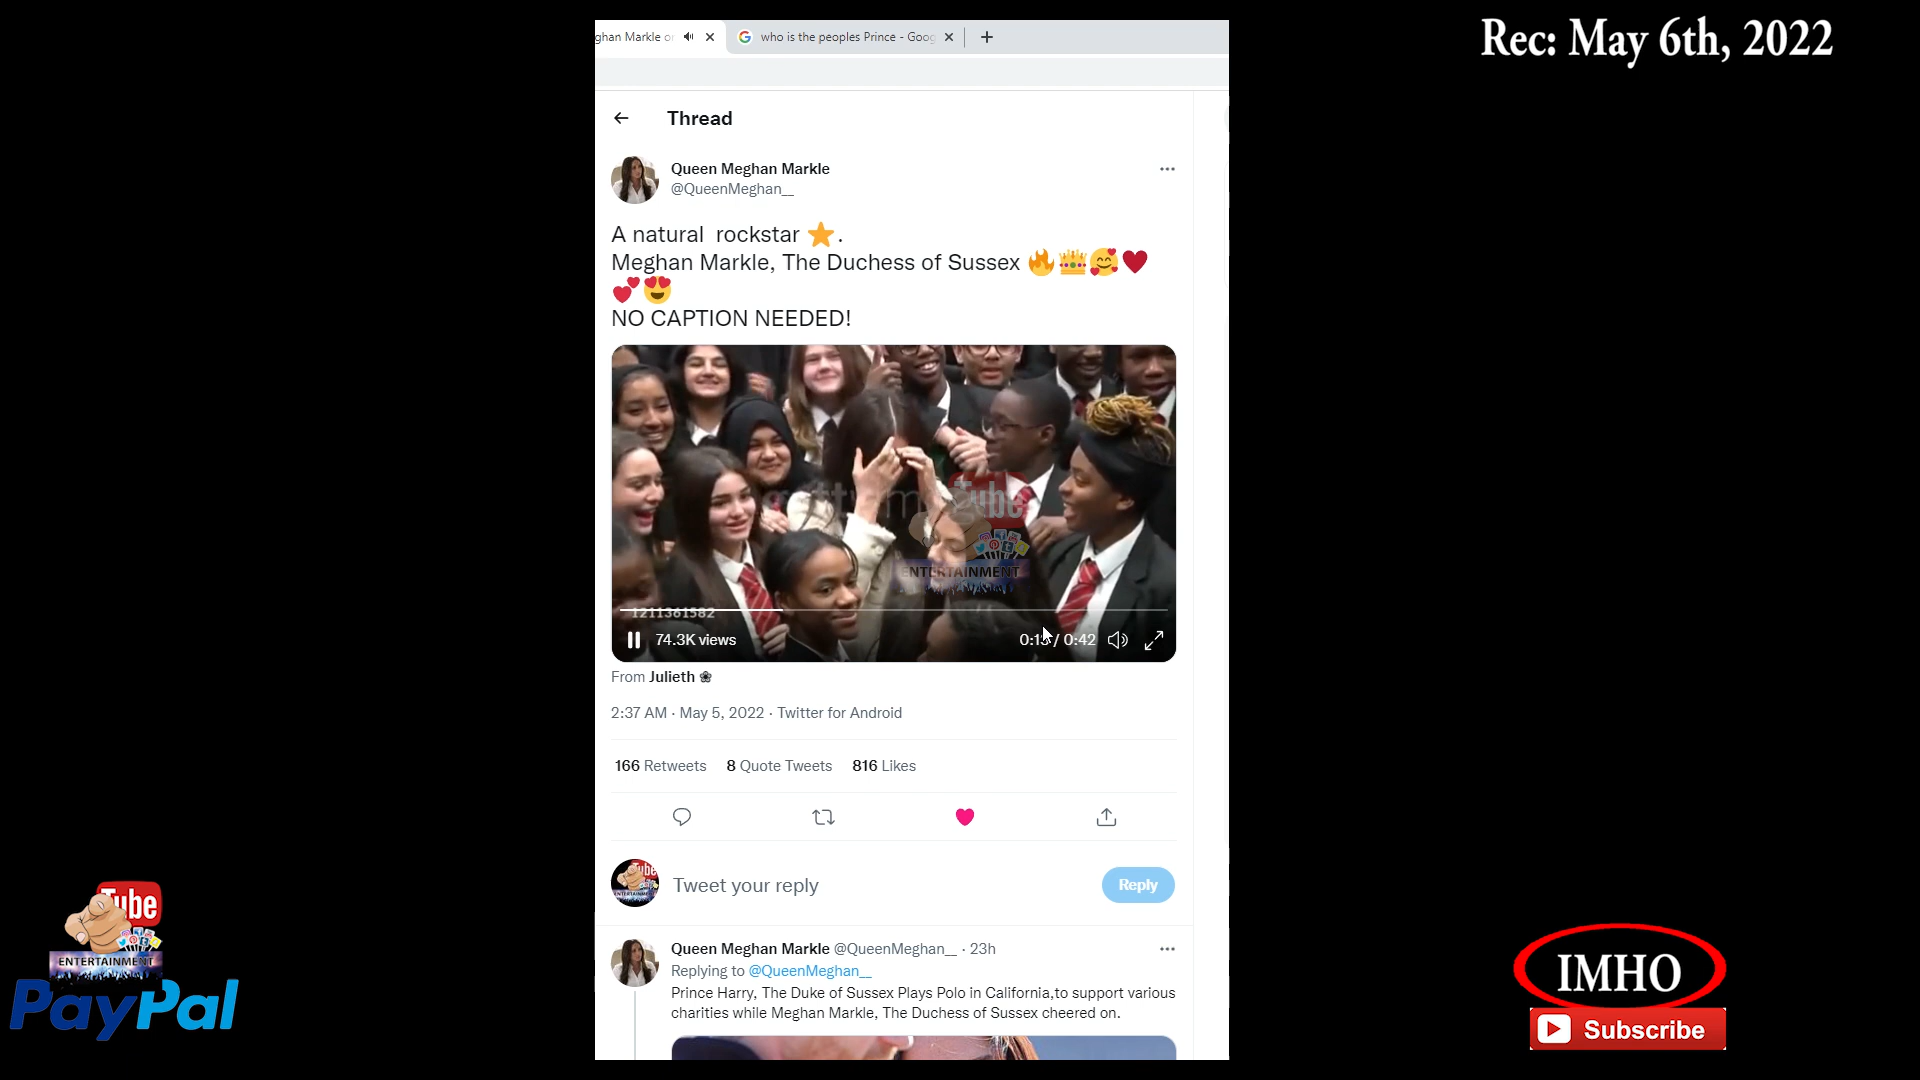 Rec: May 6th, 2022
ghan Markle o
who is the peoples Prince - Goog
Thread
Queen Meghan Markle
@QueenMeghan__
A natural rockstar ⭐.
Meghan Markle, The Duchess of Sussex 🔥👑🥰♥
💕😍
NO CAPTION NEEDED!
Tube
ENTERTAINMENT
1211361582
74.3K views
0:13 / 0:42
From Julieth ❀
2:37 AM · May 5, 2022 · Twitter for Android
166 Retweets 8 Quote Tweets 816 Likes
Tweet your reply
Reply
Queen Meghan Markle @QueenMeghan__ · 23h
Replying to @QueenMeghan__
Prince Harry, The Duke of Sussex Plays Polo in California,to support various
charities while Meghan Markle, The Duchess of Sussex cheered on.
Tube
ENTERTAINMENT
PayPal
IMHO
Subscribe